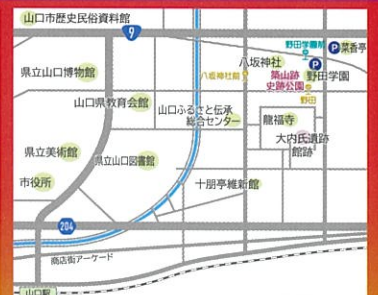 山口市歴史民俗資料館
9
野田学園前
P
菜香亭
八坂神社
P
県立山口博物館
八坂神社前
築山跡
史跡公園
野田学園
野田
山口県教育会館
山口ふるさと伝承
総合センター
龍福寺
大内氏遺跡
館跡
県立美術館
県立山口図書館
市役所
十朋亭維新館
204
商店街アーケード
山口駅